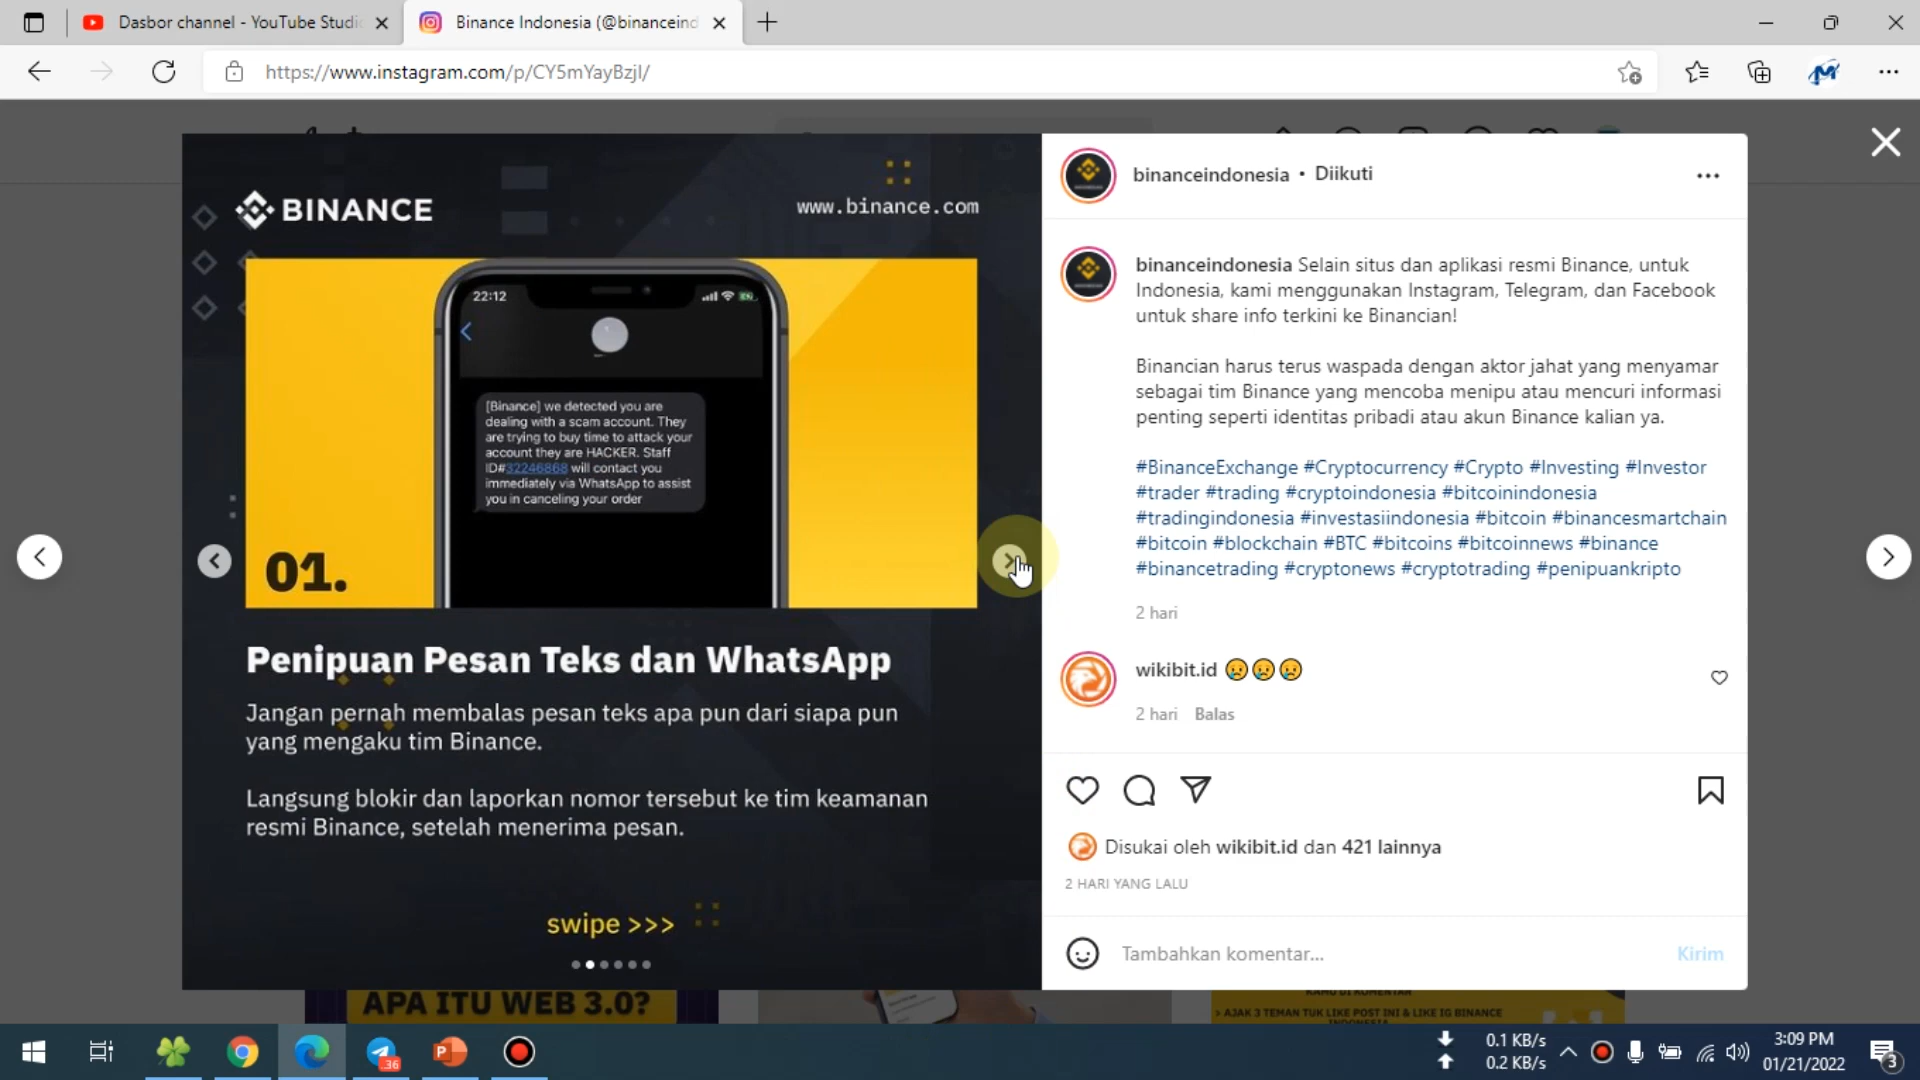 Dasbor channel - YouTube Studi
Binance Indonesia (@binanceind
https://www.instagram.com/p/CY5mYayBzjI/
BINANCE
www.binance.com
22:12
[Binance] we detected you are
dealing with a scam account. They
are trying to buy time to attack your
account they are HACKER. Staff
ID#32246868 will contact you
immediately via WhatsApp to assist
you in canceling your order
01.
Penipuan Pesan Teks dan WhatsApp
Jangan pernah membalas pesan teks apa pun dari siapa pun
yang mengaku tim Binance.
Langsung blokir dan laporkan nomor tersebut ke tim keamanan
resmi Binance, setelah menerima pesan.
swipe >>>
binanceindonesia • Diikuti
binanceindonesia Selain situs dan aplikasi resmi Binance, untuk
Indonesia, kami menggunakan Instagram, Telegram, dan Facebook
untuk share info terkini ke Binancian!
Binancian harus terus waspada dengan aktor jahat yang menyamar
sebagai tim Binance yang mencoba menipu atau mencuri informasi
penting seperti identitas pribadi atau akun Binance kalian ya.
#BinanceExchange #Cryptocurrency #Crypto #Investing #Investor
#trader #trading #cryptoindonesia #bitcoinindonesia
#tradingindonesia #investasiindonesia #bitcoin #binancesmartchain
#bitcoin #blockchain #BTC #bitcoins #bitcoinnews #binance
#binancetrading #cryptonews #cryptotrading #penipuankripto
2 hari
wikibit.id 😢😢😢
2 hari Balas
Disukai oleh wikibit.id dan 421 lainnya
2 HARI YANG LALU
Tambahkan komentar...
Kirim
APA ITU WEB 3.0?
> AJAK 3 TEMAN TUK LIKE POST INI & LIKE IG BINANCE
36
0.1 KB/s
0.2 KB/s
3:09 PM
01/21/2022
3